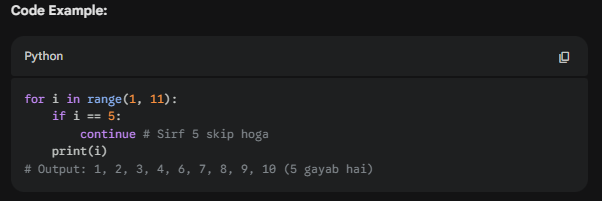 Code Example:
Python
for i in range(1, 11):
    if i == 5:
        continue # Sirf 5 skip hoga
    print(i)
# Output: 1, 2, 3, 4, 6, 7, 8, 9, 10 (5 gayab hai)